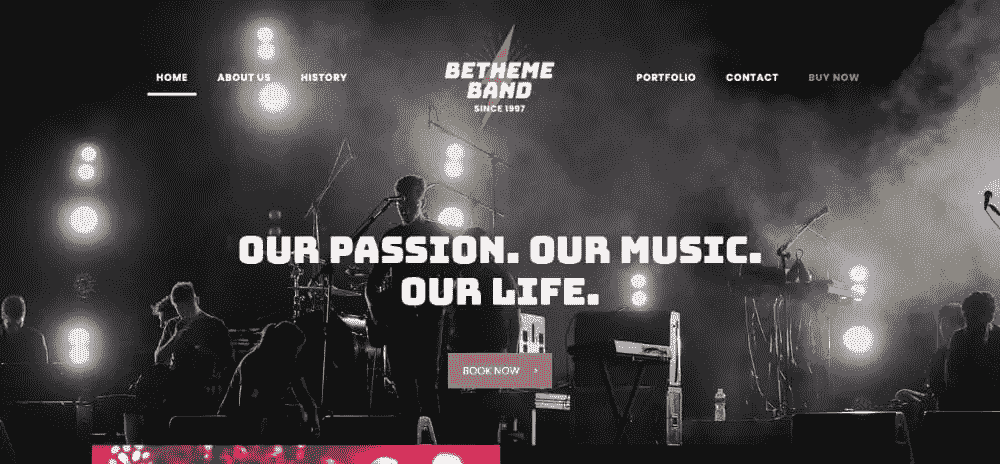 HOME
ABOUT US
HISTORY
BETHEME
BAND
SINCE 1997
PORTFOLIO
CONTACT
BUY NOW
OUR PASSION. OUR MUSIC.
OUR LIFE.
BOOK NOW >